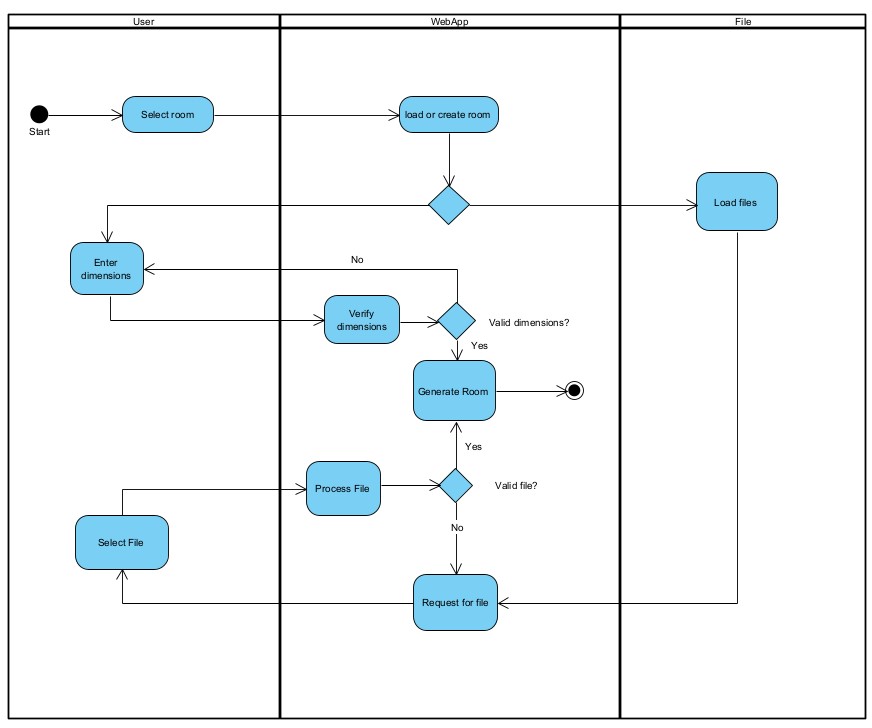 User
WebApp
File
Start
Select room
load or create room
Load files
Enter
dimensions
No
Verify
dimensions
Valid dimensions?
Yes
Generate Room
Yes
Process File
Valid file?
No
Select File
Request for file